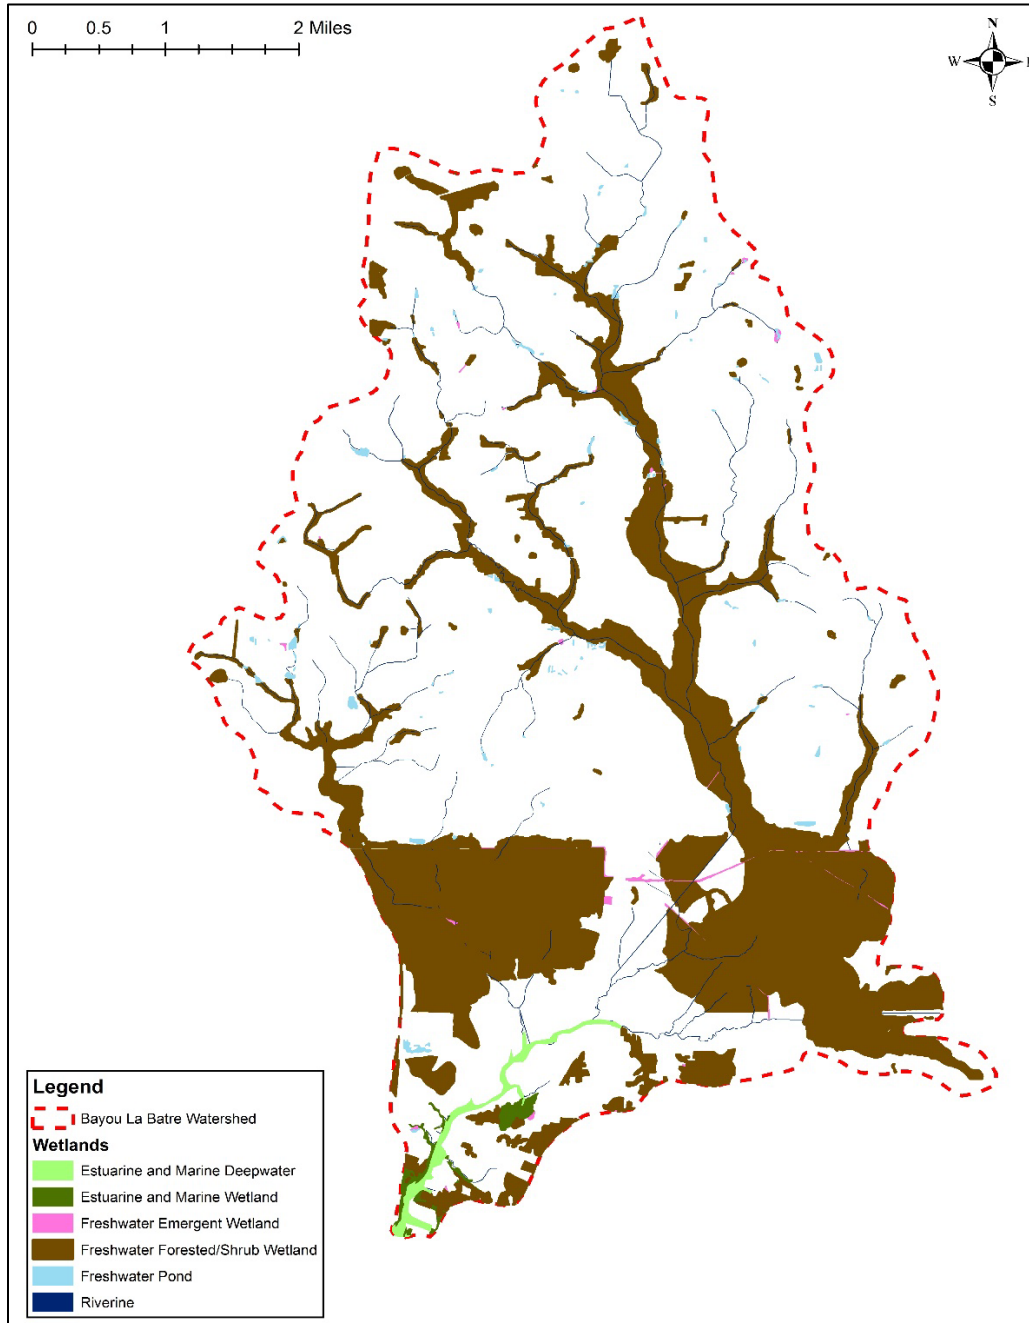 0 0.5 1 2 Miles
N
W E
S
Legend
Bayou La Batre Watershed
Wetlands
Estuarine and Marine Deepwater
Estuarine and Marine Wetland
Freshwater Emergent Wetland
Freshwater Forested/Shrub Wetland
Freshwater Pond
Riverine